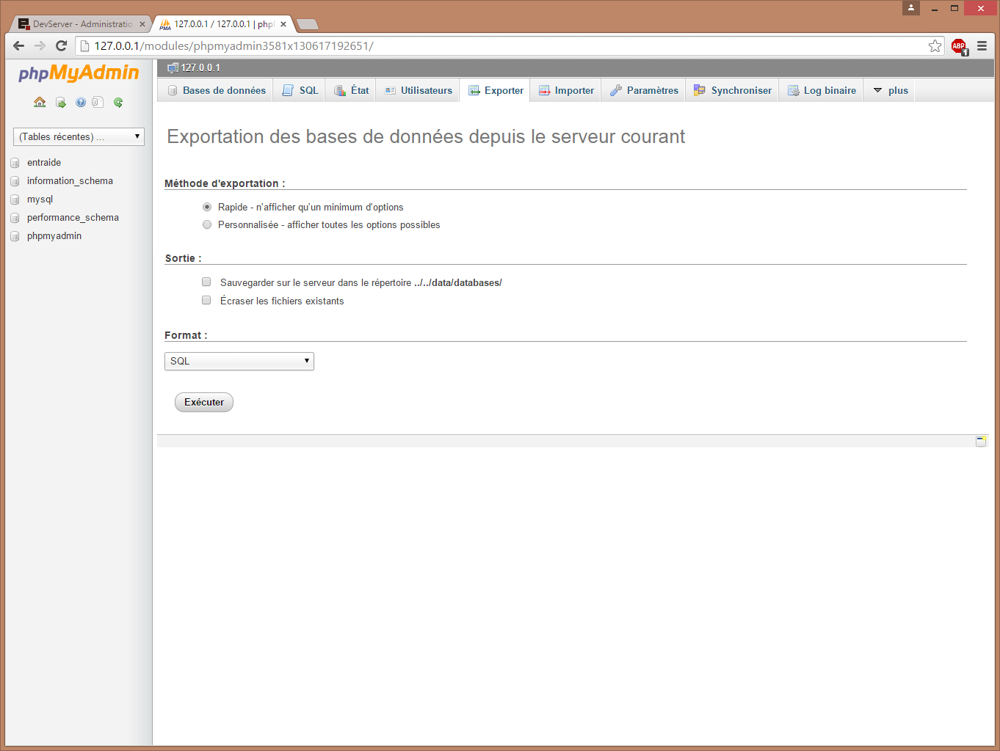 DevServer - Administratio
127.0.0.1 / 127.0.0.1 | phpl
127.0.0.1/modules/phpmyadmin3581x130617192651/
ABP
1
phpMyAdmin
127.0.0.1
Bases de données SQL État Utilisateurs Exporter Importer Paramètres Synchroniser Log binaire plus
(Tables récentes) ...
entraide
information_schema
mysql
performance_schema
phpmyadmin
Exportation des bases de données depuis le serveur courant
Méthode d'exportation :
Rapide - n'afficher qu'un minimum d'options
Personnalisée - afficher toutes les options possibles
Sortie :
Sauvegarder sur le serveur dans le répertoire ../../data/databases/
Écraser les fichiers existants
Format :
SQL
Exécuter